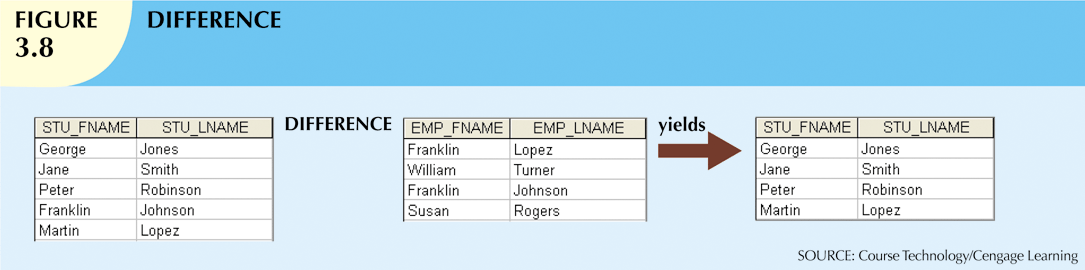 FIGURE
3.8
DIFFERENCE
STU_FNAME STU_LNAME
George Jones
Jane Smith
Peter Robinson
Franklin Johnson
Martin Lopez
DIFFERENCE
EMP_FNAME EMP_LNAME
Franklin Lopez
William Turner
Franklin Johnson
Susan Rogers
yields
STU_FNAME STU_LNAME
George Jones
Jane Smith
Peter Robinson
Martin Lopez
SOURCE: Course Technology/Cengage Learning